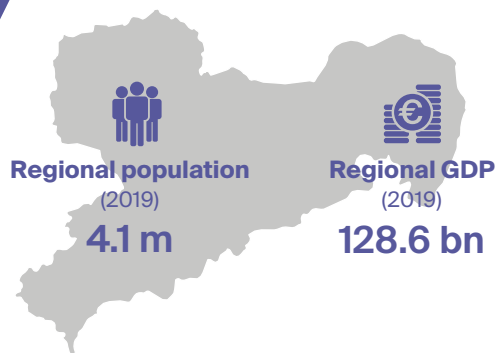 Regional population
(2019)
4.1 m
Regional GDP
(2019)
128.6 bn
€